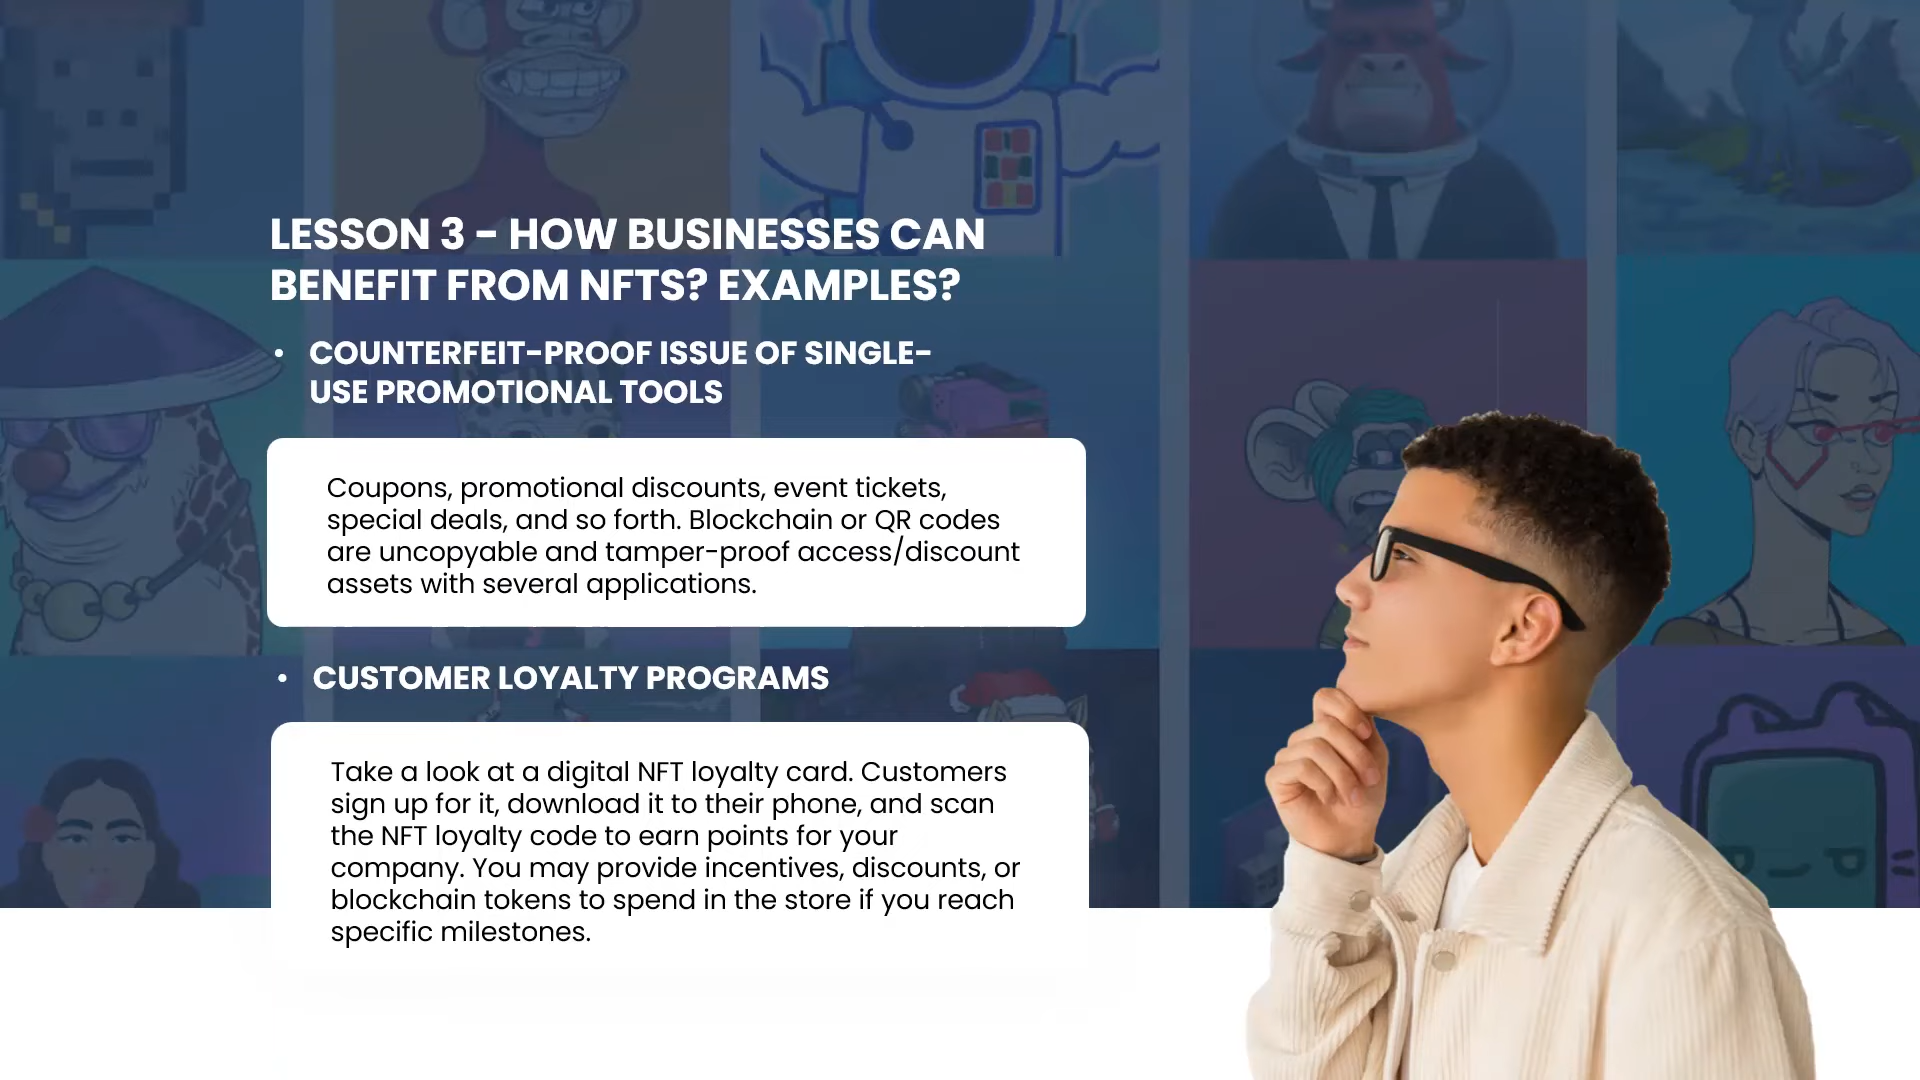 LESSON 3 - HOW BUSINESSES CAN
BENEFIT FROM NFTS? EXAMPLES?
• COUNTERFEIT-PROOF ISSUE OF SINGLE-
USE PROMOTIONAL TOOLS
Coupons, promotional discounts, event tickets,
special deals, and so forth. Blockchain or QR codes
are uncopyable and tamper-proof access/discount
assets with several applications.
• CUSTOMER LOYALTY PROGRAMS
Take a look at a digital NFT loyalty card. Customers
sign up for it, download it to their phone, and scan
the NFT loyalty code to earn points for your
company. You may provide incentives, discounts, or
blockchain tokens to spend in the store if you reach
specific milestones.